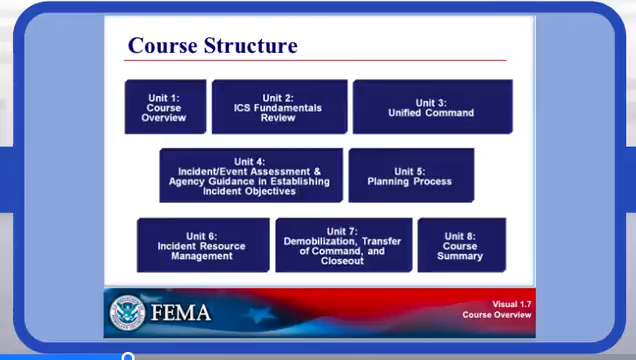 Course Structure
Unit 1:
Course
Overview
Unit 2:
ICS Fundamentals
Review
Unit 3:
Unified Command
Unit 4:
Incident/Event Assessment &
Agency Guidance in Establishing
Incident Objectives
Unit 5:
Planning Process
Unit 6:
Incident Resource
Management
Unit 7:
Demobilization, Transfer
of Command, and
Closeout
Unit 8:
Course
Summary
FEMA
Visual 1.7
Course Overview